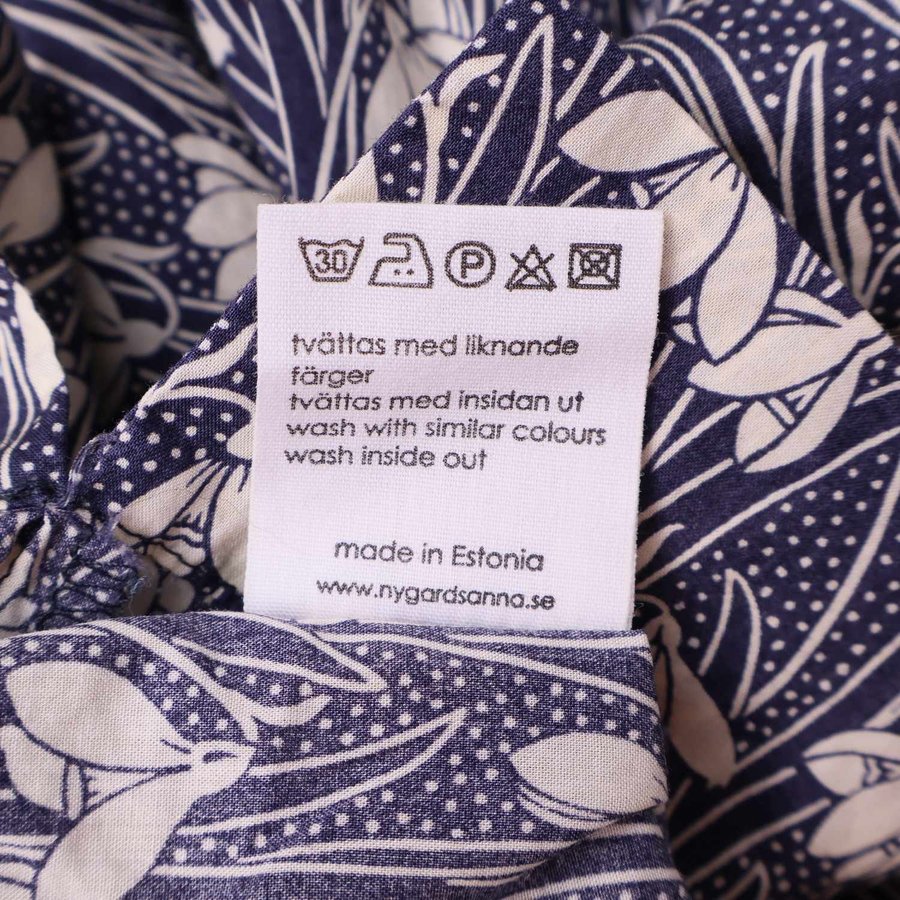 30 P
tvättas med liknande
färger
tvättas med insidan ut
wash with similar colours
wash inside out
made in Estonia
www.nygardsanna.se